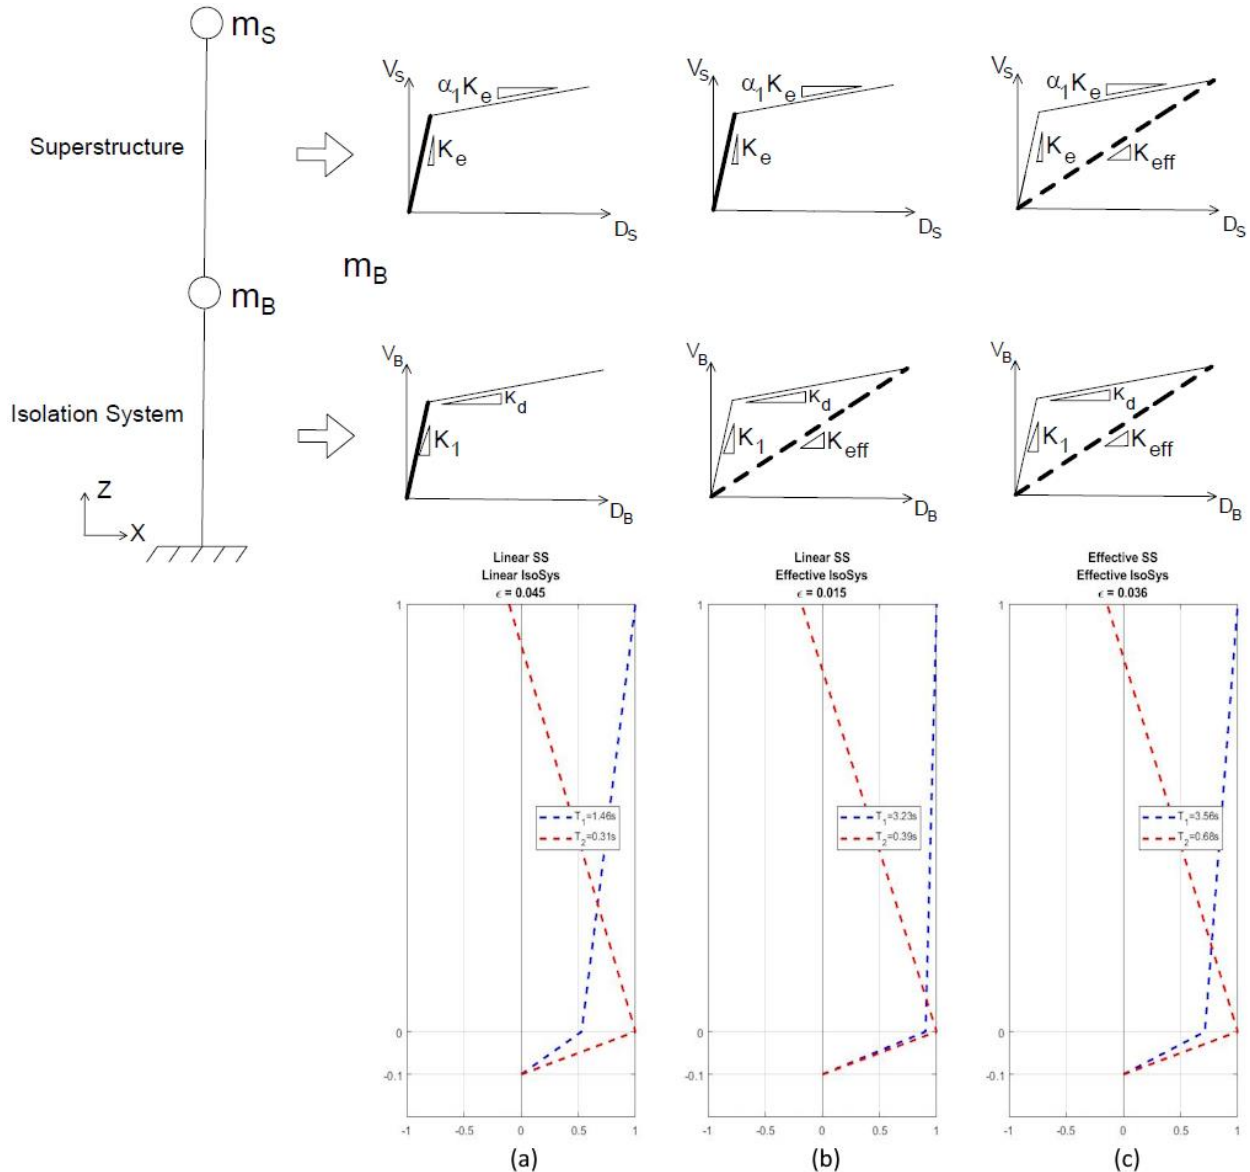 m_S
Superstructure
V_S
α_1K_e
K_e
D_S
V_S
α_1K_e
K_e
D_S
V_S
α_1K_e
K_e
K_eff
D_S
m_B
m_B
Isolation System
V_B
K_d
K_1
D_B
V_B
K_d
K_1
K_eff
D_B
V_B
K_d
K_1
K_eff
D_B
Z
X
Linear SS
Linear IsoSys
ϵ = 0.045
1
T_1=1.46s
T_2=0.31s
0
-0.1
-1
-0.5
0
0.5
1
(a)
Linear SS
Effective IsoSys
ϵ = 0.015
1
T_1=3.23s
T_2=0.39s
0
-0.1
-1
-0.5
0
0.5
1
(b)
Effective SS
Effective IsoSys
ϵ = 0.036
1
T_1=3.56s
T_2=0.68s
0
-0.1
-1
-0.5
0
0.5
1
(c)